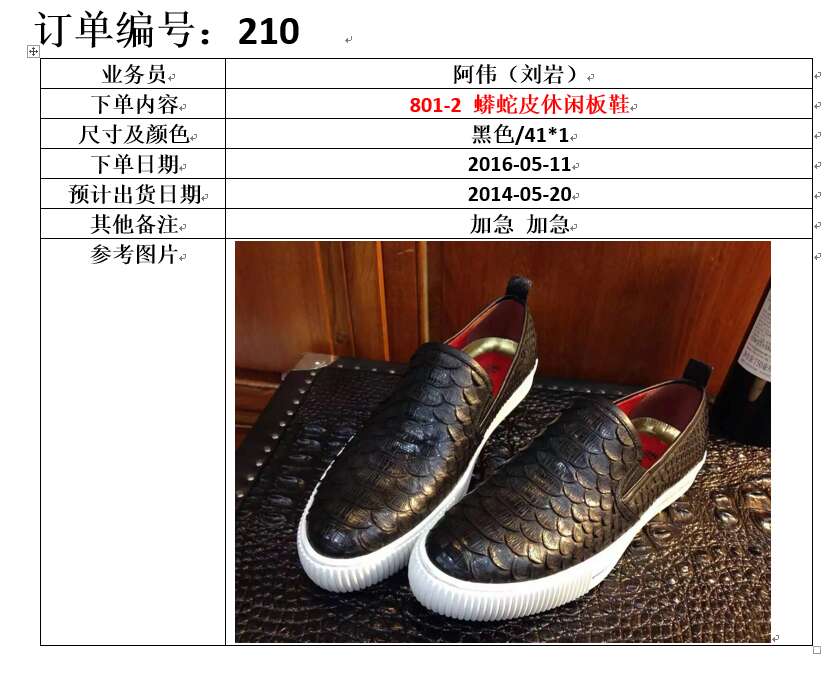 订单编号：210
业务员 阿伟（刘岩）
下单内容 801-2 蟒蛇皮休闲板鞋
尺寸及颜色 黑色/41*1
下单日期 2016-05-11
预计出货日期 2014-05-20
其他备注 加急 加急
参考图片